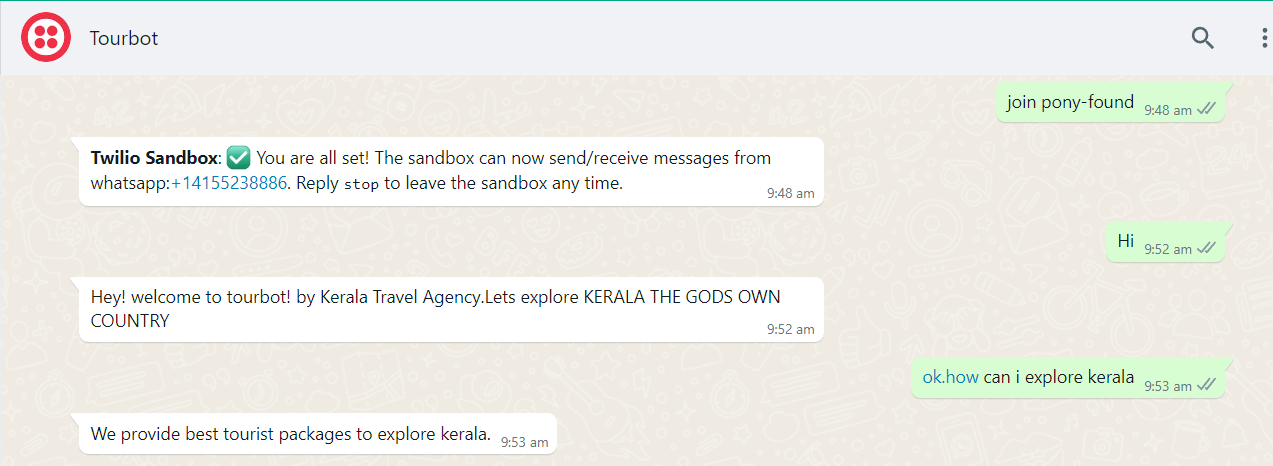 Tourbot
join pony-found 9:48 am
Twilio Sandbox: ✅ You are all set! The sandbox can now send/receive messages from
whatsapp:+14155238886. Reply stop to leave the sandbox any time.
9:48 am
Hi 9:52 am
Hey! welcome to tourbot! by Kerala Travel Agency.Lets explore KERALA THE GODS OWN
COUNTRY
9:52 am
ok.how can i explore kerala 9:53 am
We provide best tourist packages to explore kerala. 9:53 am